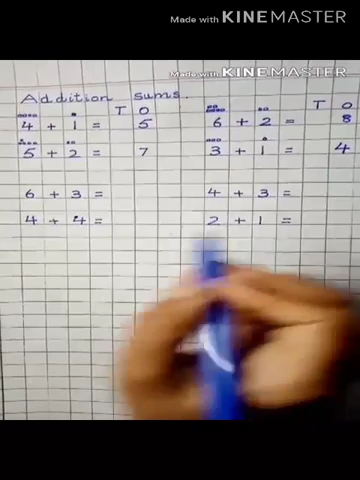 Made with KINEMASTER
Made with KINEMASTER
Addition sums.
T O T O
4 + 1 = 5 6 + 2 = 8
5 + 2 = 7 3 + 1 = 4
6 + 3 = 4 + 3 =
4 + 4 = 2 + 1 =